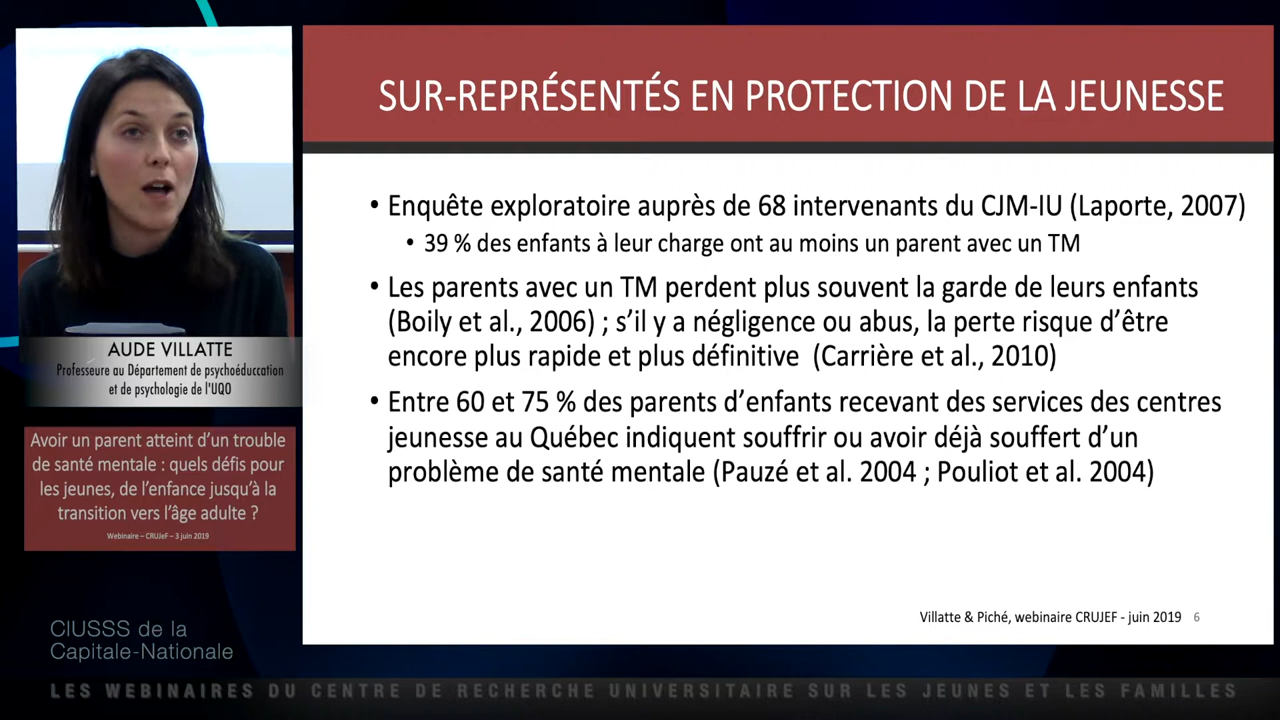 SUR-REPRÉSENTÉS EN PROTECTION DE LA JEUNESSE
• Enquête exploratoire auprès de 68 intervenants du CJM-IU (Laporte, 2007)
• 39 % des enfants à leur charge ont au moins un parent avec un TM
• Les parents avec un TM perdent plus souvent la garde de leurs enfants
(Boily et al., 2006) ; s’il y a négligence ou abus, la perte risque d’être
encore plus rapide et plus définitive (Carrière et al., 2010)
• Entre 60 et 75 % des parents d’enfants recevant des services des centres
jeunesse au Québec indiquent souffrir ou avoir déjà souffert d’un
problème de santé mentale (Pauzé et al. 2004 ; Pouliot et al. 2004)
Villatte & Piché, webinaire CRUJEF - juin 2019 6
AUDE VILLATTE
Professeure au Département de psychoéduccation
et de psychologie de l'UQO
Avoir un parent atteint d’un trouble
de santé mentale : quels défis pour
les jeunes, de l’enfance jusqu’à la
transition vers l’âge adulte ?
Webinaire – CRUJeF – 3 juin 2019
CIUSSS de la
Capitale-Nationale
LES WEBINAIRES DU CENTRE DE RECHERCHE UNIVERSITAIRE SUR LES JEUNES ET LES FAMILLES